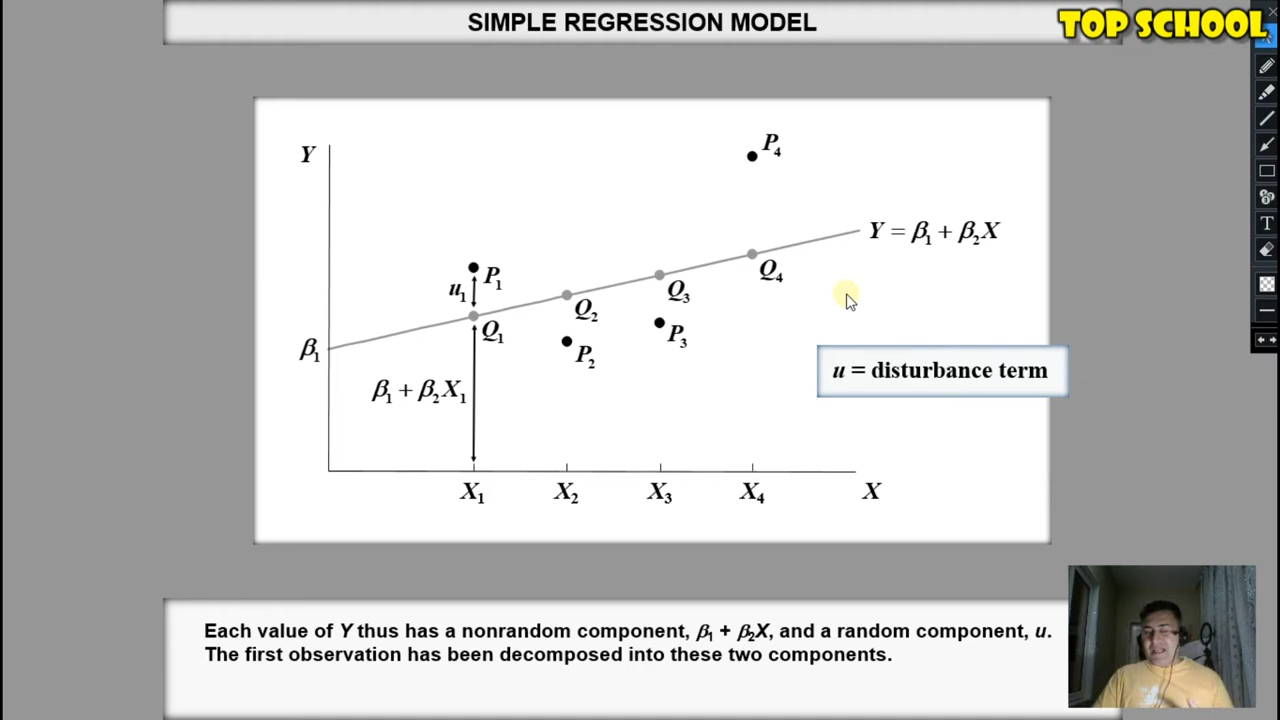 SIMPLE REGRESSION MODEL
TOP SCHOOL
Y
P₄
Y = β₁ + β₂X
P₁
u₁
Q₄
Q₃
Q₂
Q₁
P₃
β₁
P₂
u = disturbance term
β₁ + β₂X₁
X₁ X₂ X₃ X₄ X
Each value of Y thus has a nonrandom component, β₁ + β₂X, and a random component, u.
The first observation has been decomposed into these two components.